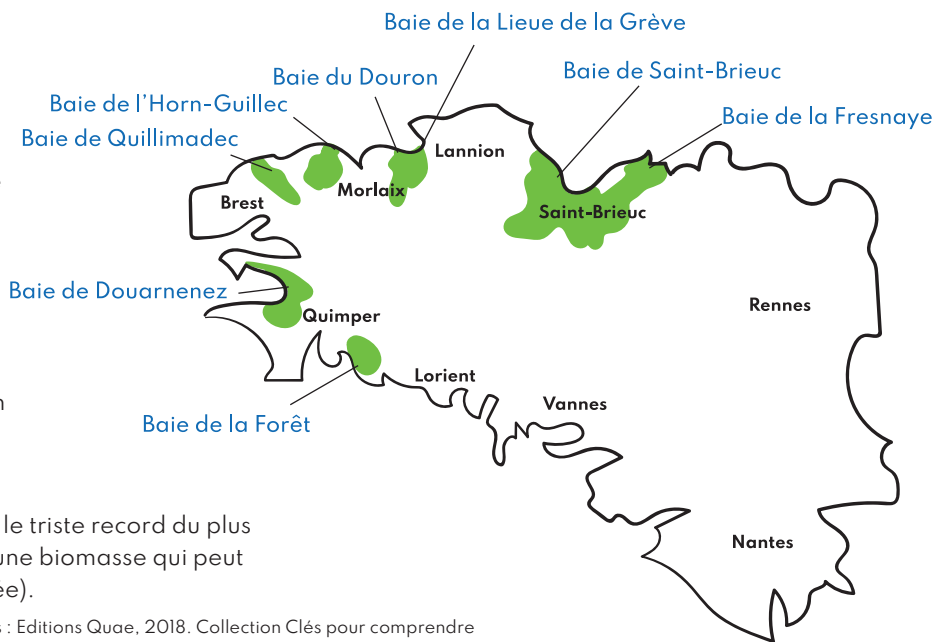 Baie de la Lieue de la Grève
Baie du Douron
Baie de Saint-Brieuc
Baie de l'Horn-Guillec
Baie de la Fresnaye
Baie de Quillimadec
Lannion
Morlaix
Brest
Saint-Brieuc
Baie de Douarnenez
Rennes
Quimper
Lorient
Vannes
Baie de la Forêt
le triste record du plus
une biomasse qui peut
Nantes
ée).
s : Editions Quae, 2018. Collection Clés pour comprendre